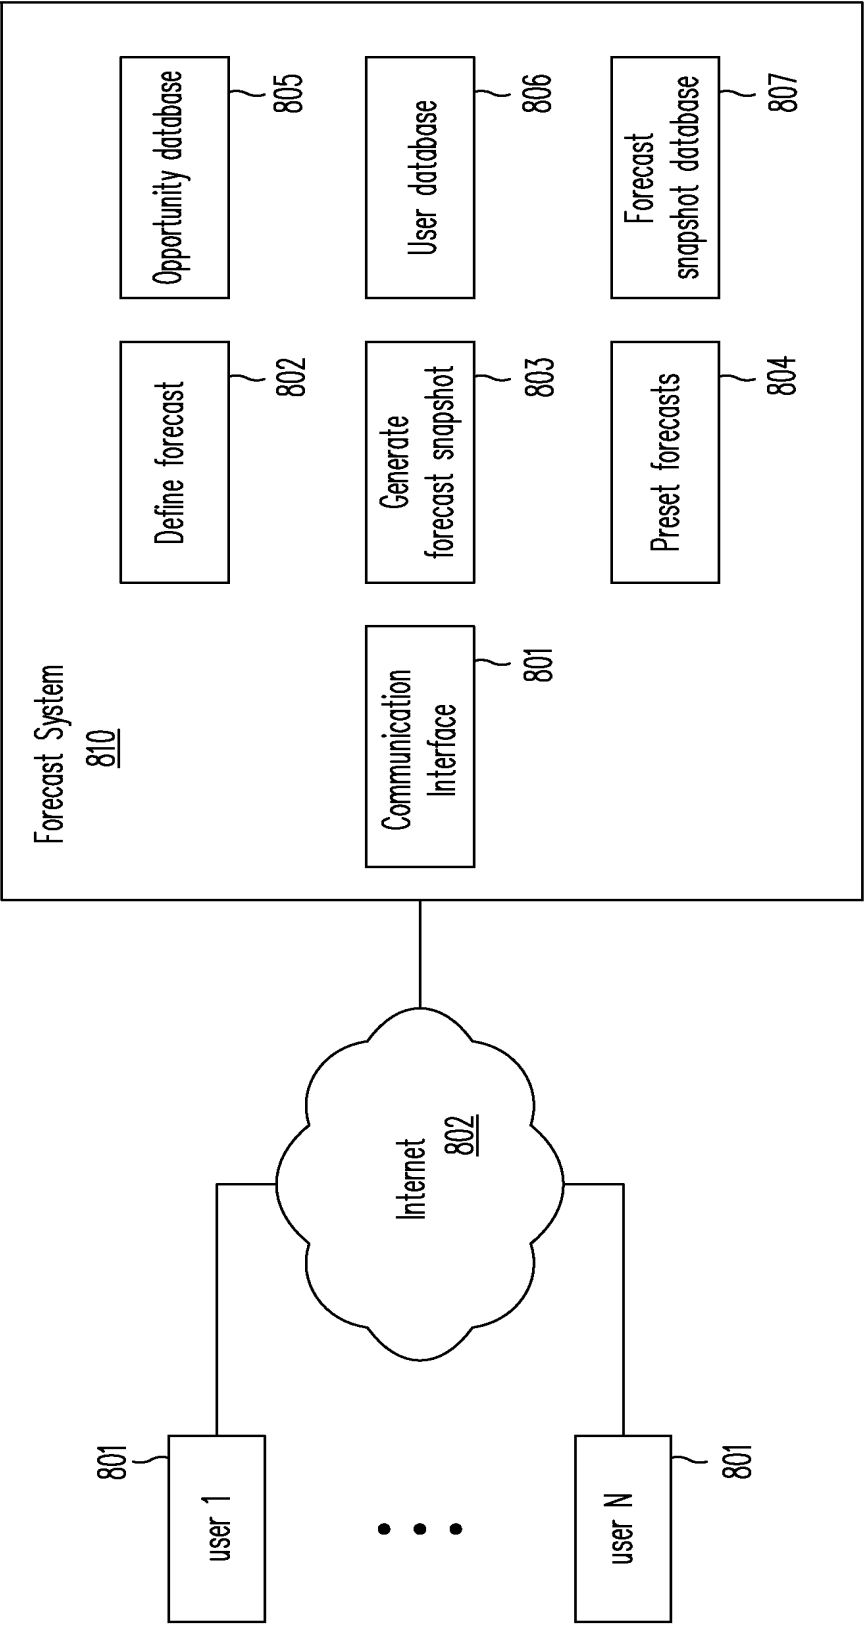 user 1
801
user N
801
Internet
802
Forecast System
810
Communication
Interface
801
Define forecast
802
Generate
forecast snapshot
803
Preset forecasts
804
Opportunity database
805
User database
806
Forecast
snapshot database
807